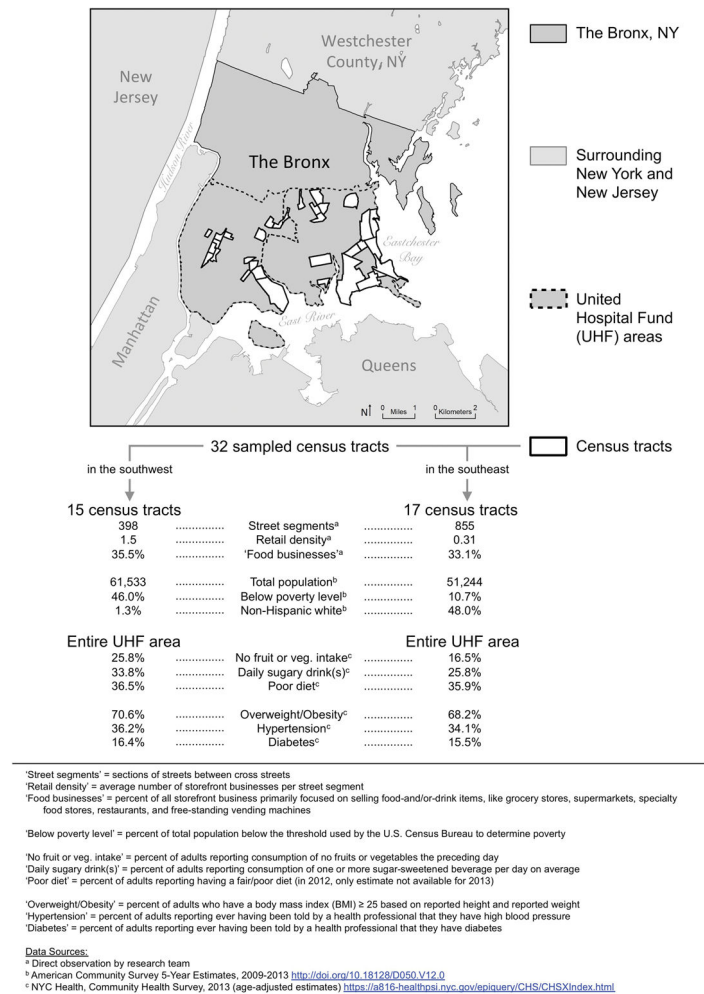 Westchester
County, NY
New
Jersey
Hudson River
The Bronx
Eastchester
Bay
Manhattan
East River
Queens
N
0 Miles 1
0 Kilometers 2
The Bronx, NY
Surrounding
New York and
New Jersey
United
Hospital Fund
(UHF) areas
32 sampled census tracts
Census tracts
in the southwest
in the southeast
15 census tracts
17 census tracts
398 .............. Street segmentsᵃ .............. 855
1.5 .............. Retail densityᵃ .............. 0.31
35.5% .............. ‘Food businesses’ᵃ .............. 33.1%
61,533 .............. Total populationᵇ .............. 51,244
46.0% .............. Below poverty levelᵇ .............. 10.7%
1.3% .............. Non-Hispanic whiteᵇ .............. 48.0%
Entire UHF area
Entire UHF area
25.8% .............. No fruit or veg. intakeᶜ .............. 16.5%
33.8% .............. Daily sugary drink(s)ᶜ .............. 25.8%
36.5% .............. Poor dietᶜ .............. 35.9%
70.6% .............. Overweight/Obesityᶜ .............. 68.2%
36.2% .............. Hypertensionᶜ .............. 34.1%
16.4% .............. Diabetesᶜ .............. 15.5%
‘Street segments’ = sections of streets between cross streets
‘Retail density’ = average number of storefront businesses per street segment
‘Food businesses’ = percent of all storefront business primarily focused on selling food-and/or-drink items, like grocery stores, supermarkets, specialty
food stores, restaurants, and free-standing vending machines
‘Below poverty level’ = percent of total population below the threshold used by the U.S. Census Bureau to determine poverty
‘No fruit or veg. intake’ = percent of adults reporting consumption of no fruits or vegetables the preceding day
‘Daily sugary drink(s)’ = percent of adults reporting consumption of one or more sugar-sweetened beverage per day on average
‘Poor diet’ = percent of adults reporting having a fair/poor diet (in 2012, only estimate not available for 2013)
‘Overweight/Obesity’ = percent of adults who have a body mass index (BMI) ≥ 25 based on reported height and reported weight
‘Hypertension’ = percent of adults reporting ever having been told by a health professional that they have high blood pressure
‘Diabetes’ = percent of adults reporting ever having been told by a health professional that they have diabetes
Data Sources:
ᵃ Direct observation by research team
ᵇ American Community Survey 5-Year Estimates, 2009-2013 http://doi.org/10.18128/D050.V12.0
ᶜ NYC Health, Community Health Survey, 2013 (age-adjusted estimates) https://a816-healthpsi.nyc.gov/epiquery/CHS/CHSXIndex.html